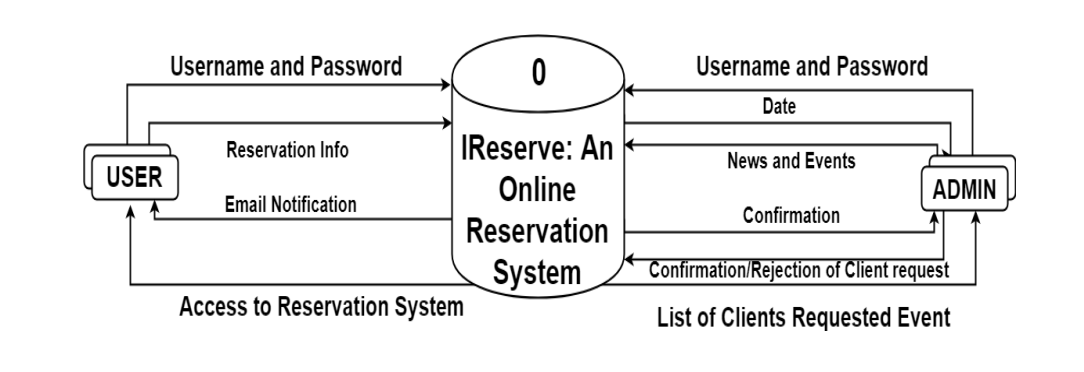 Username and Password
Username and Password
0
Date
Reservation Info
IReserve: An
Online
Reservation
System
News and Events
USER
ADMIN
Email Notification
Confirmation
Confirmation/Rejection of Client request
Access to Reservation System
List of Clients Requested Event